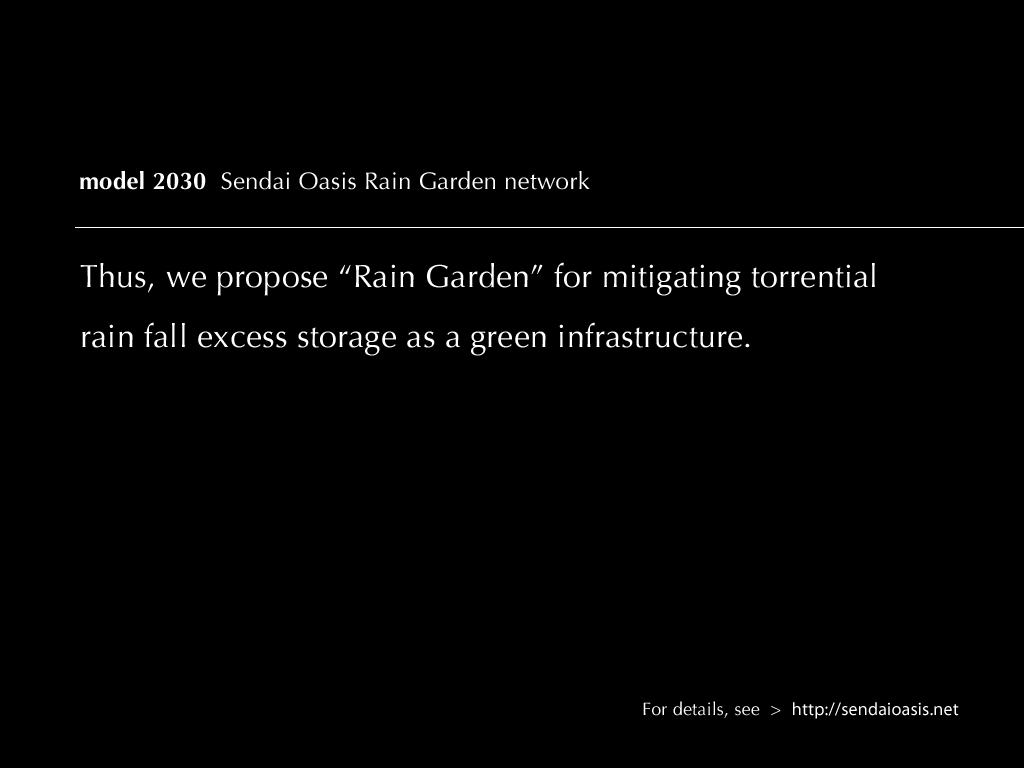 model 2030 Sendai Oasis Rain Garden network
Thus, we propose “Rain Garden” for mitigating torrential
rain fall excess storage as a green infrastructure.
For details, see > http://sendaioasis.net